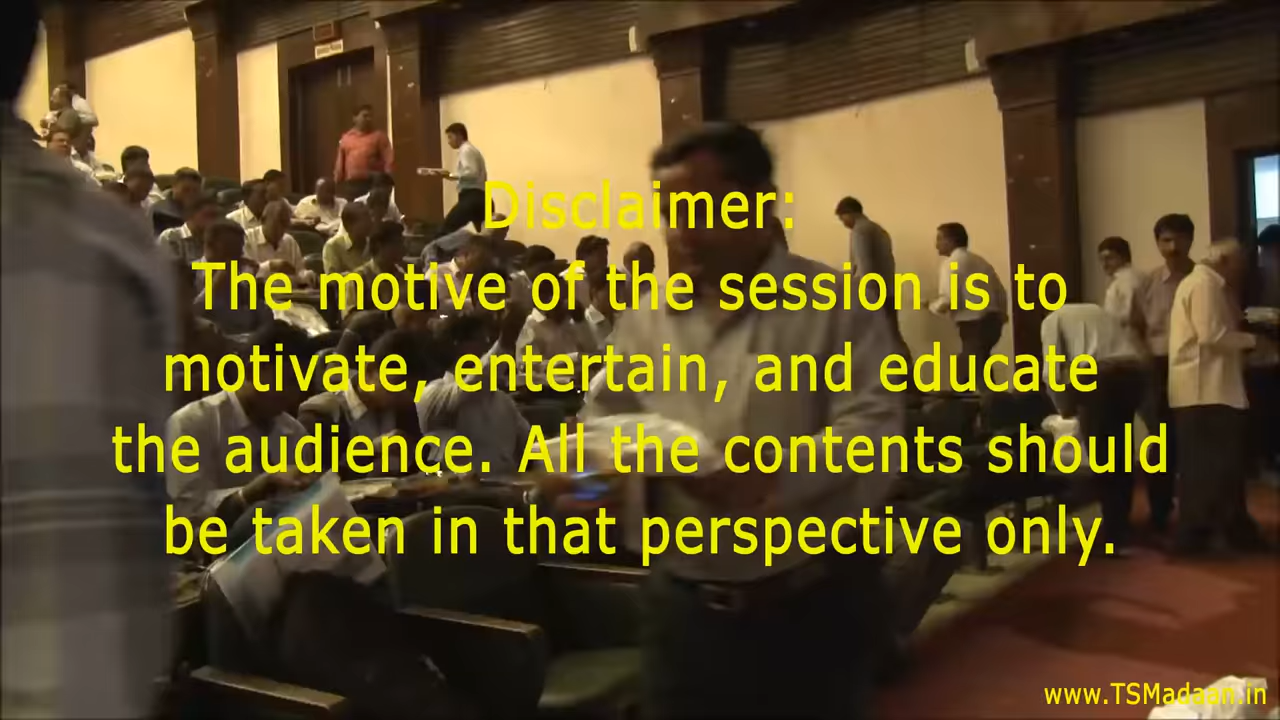 Disclaimer:
The motive of the session is to
motivate, entertain, and educate
the audience. All the contents should
be taken in that perspective only.
www.TSMadaan.in